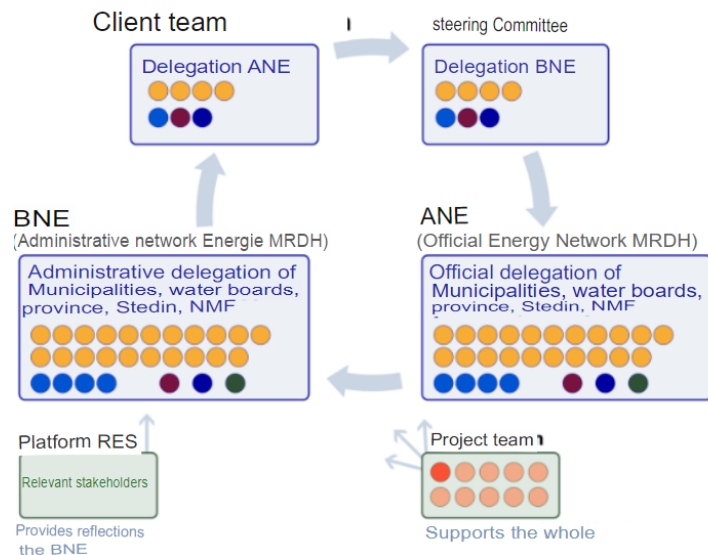 Client team
steering Committee
Delegation ANE
Delegation BNE
BNE
(Administrative network Energie MRDH)
Administrative delegation of
Municipalities, water boards,
province, Stedin, NMF
ANE
(Official Energy Network MRDH)
Official delegation of
Municipalities, water boards,
province, Stedin, NMF
Platform RES
Relevant stakeholders
Provides reflections
the BNE
Project team
Supports the whole